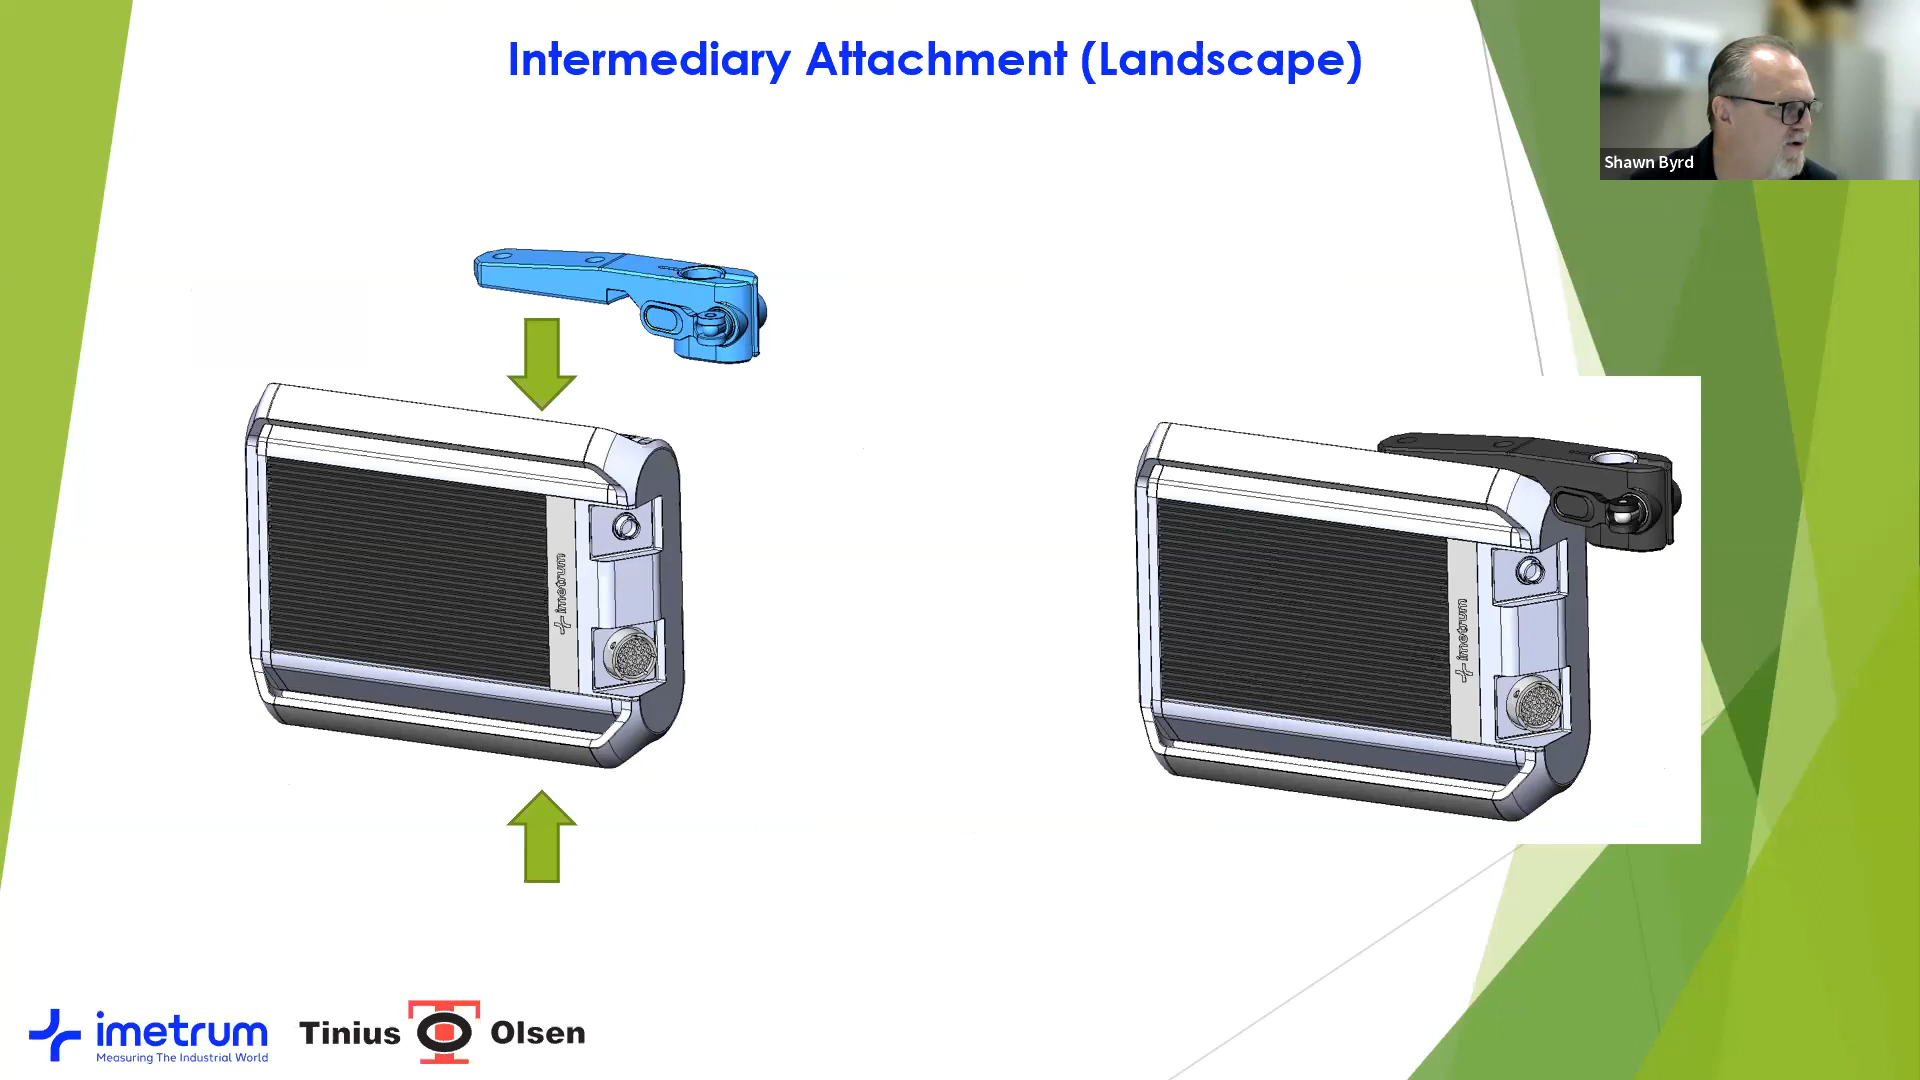 Intermediary Attachment (Landscape)
Shawn Byrd
imetrum
imetrum
imetrum
Measuring The Industrial World
Tinius Olsen